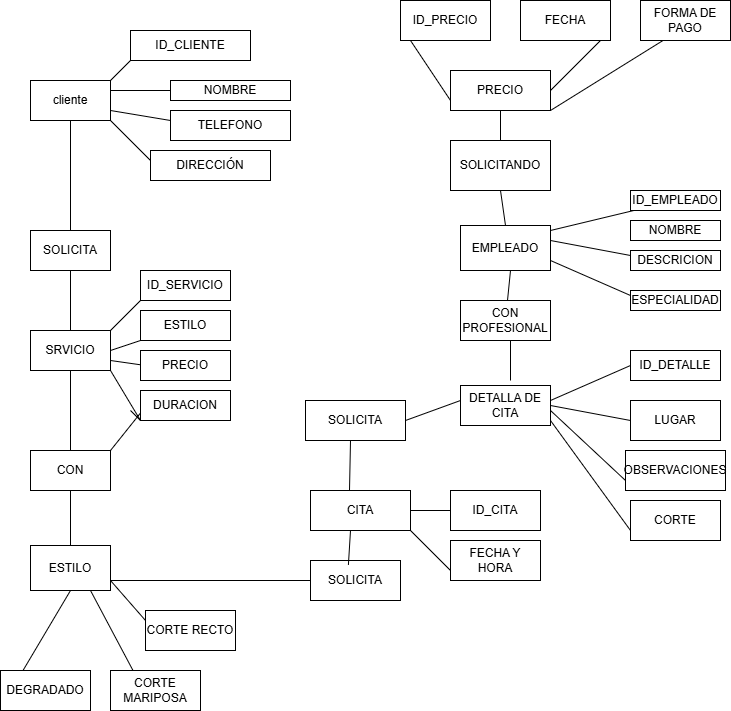 ID_CLIENTE
cliente
NOMBRE
TELEFONO
DIRECCIÓN
SOLICITA
ID_SERVICIO
ESTILO
SRVICIO
PRECIO
DURACION
CON
ESTILO
CORTE RECTO
DEGRADADO
CORTE
MARIPOSA
ID_PRECIO
FECHA
FORMA DE
PAGO
PRECIO
SOLICITANDO
ID_EMPLEADO
NOMBRE
EMPLEADO
DESCRICION
ESPECIALIDAD
CON
PROFESIONAL
ID_DETALLE
DETALLA DE
CITA
SOLICITA
LUGAR
OBSERVACIONES
CORTE
CITA
ID_CITA
FECHA Y
HORA
SOLICITA